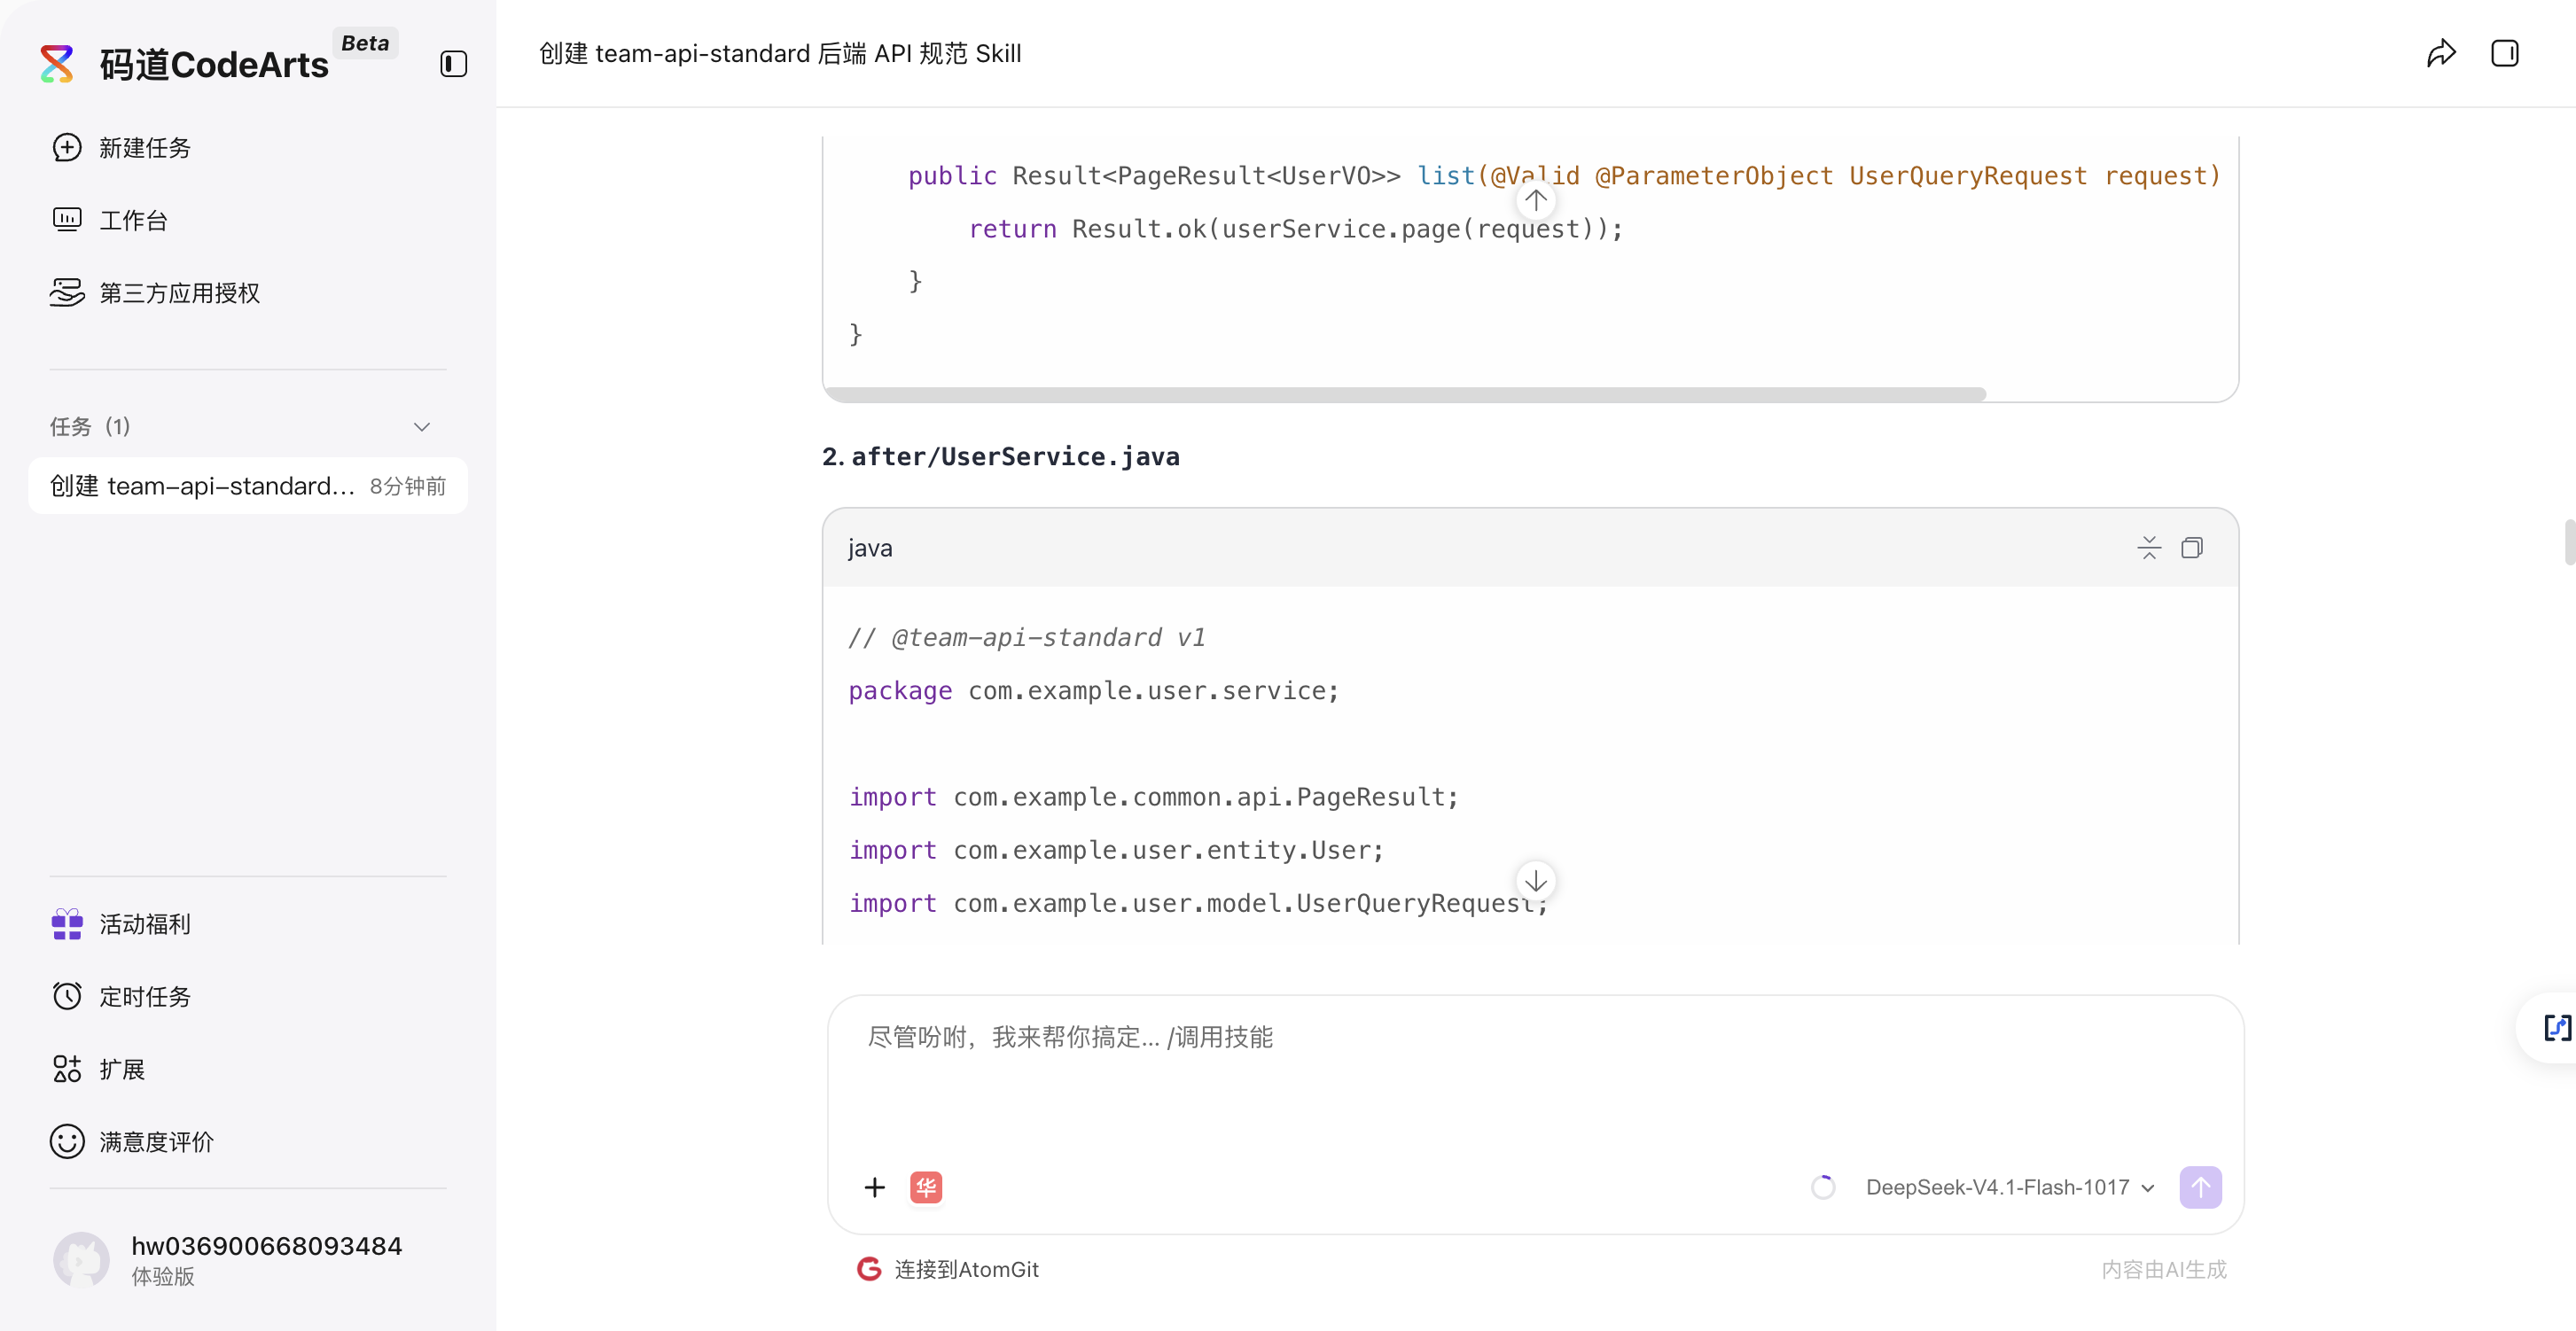 码道CodeArts
Beta
新建任务
工作台
第三方应用授权
任务 (1)
创建 team-api-standard... 8分钟前
活动福利
定时任务
扩展
满意度评价
hw036900668093484
体验版
创建 team-api-standard 后端 API 规范 Skill
public Result<PageResult<UserVO>> list(@Valid @ParameterObject UserQueryRequest request)
return Result.ok(userService.page(request));
}
}
2. after/UserService.java
java
// @team-api-standard v1
package com.example.user.service;
import com.example.common.api.PageResult;
import com.example.user.entity.User;
import com.example.user.model.UserQueryRequest;
尽管吩咐，我来帮你搞定... /调用技能
华
DeepSeek-V4.1-Flash-1017
连接到AtomGit
内容由AI生成